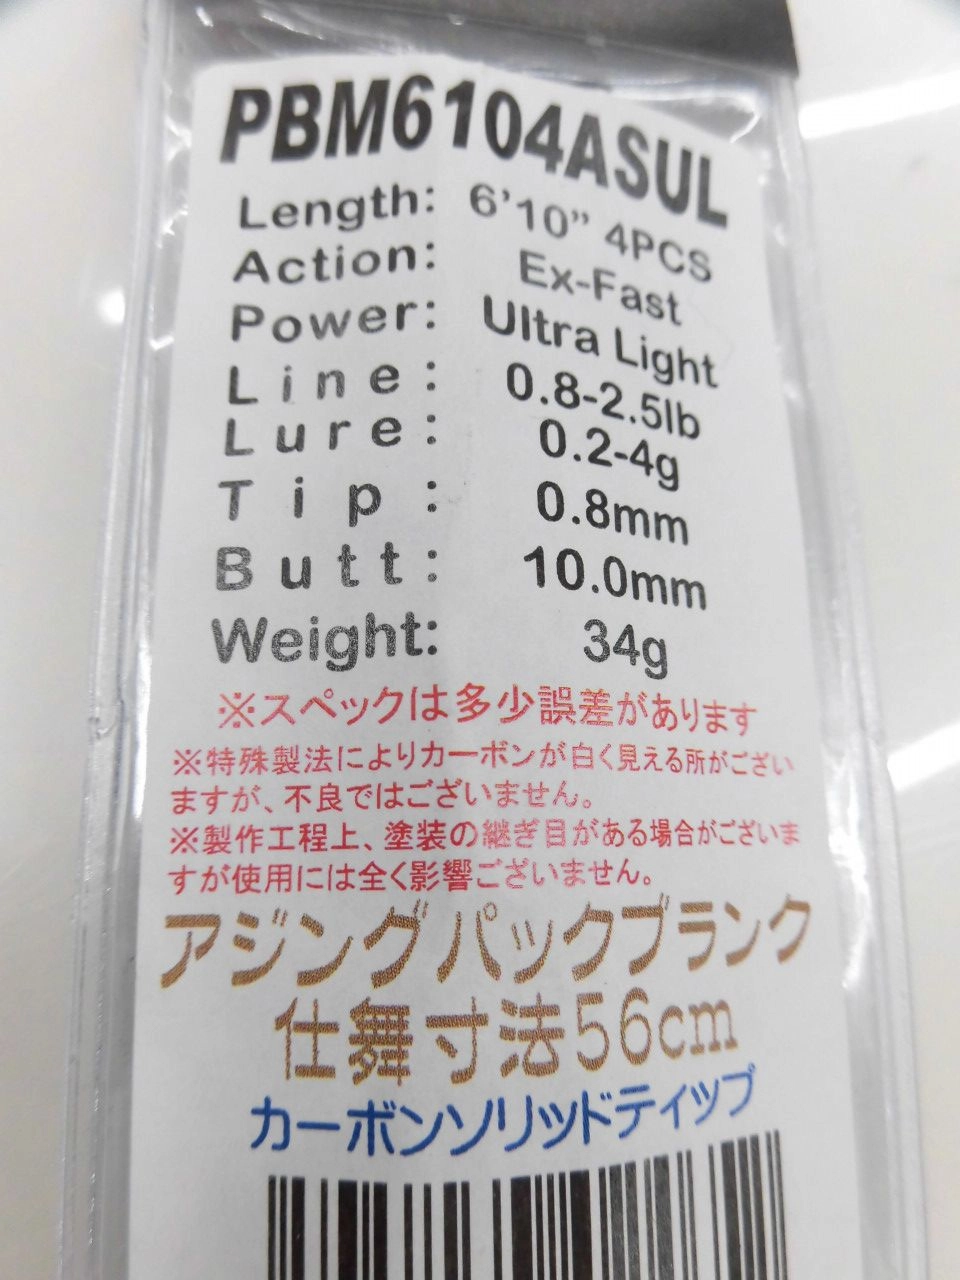 PBM6104ASUL
Length: 6'10” 4PCS
Action: Ex-Fast
Power: Ultra Light
Line: 0.8-2.5lb
Lure: 0.2-4g
Tip: 0.8mm
Butt: 10.0mm
Weight: 34g
※スペックは多少誤差があります
※特殊製法によりカーボンが白く見える所がござい
ますが、不良ではございません。
※製作工程上、塗装の継ぎ目がある場合がございま
すが使用には全く影響ございません。
アジングパックブランク
仕舞寸法56cm
カーボンソリッドティップ